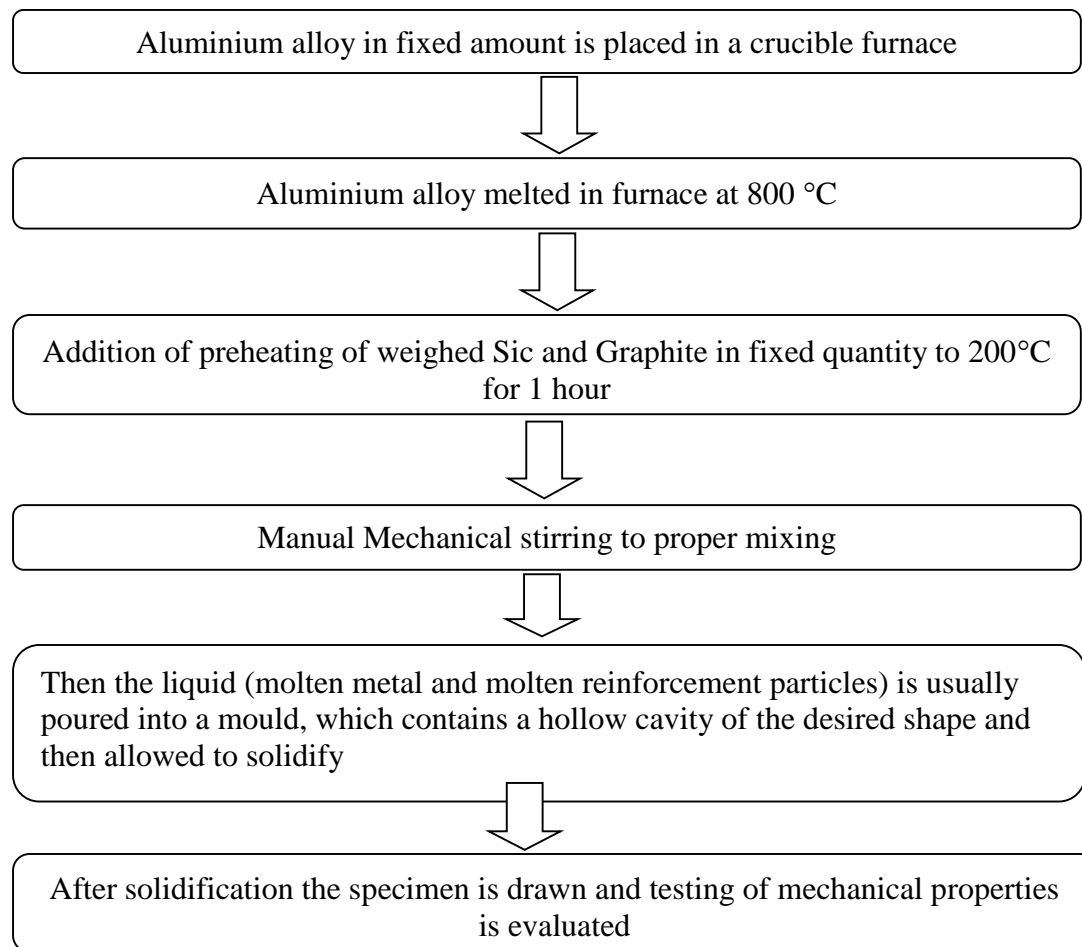 Aluminium alloy in fixed amount is placed in a crucible furnace
Aluminium alloy melted in furnace at 800 °C
Addition of preheating of weighed Sic and Graphite in fixed quantity to 200°C
for 1 hour
Manual Mechanical stirring to proper mixing
Then the liquid (molten metal and molten reinforcement particles) is usually
poured into a mould, which contains a hollow cavity of the desired shape and
then allowed to solidify
After solidification the specimen is drawn and testing of mechanical properties
is evaluated